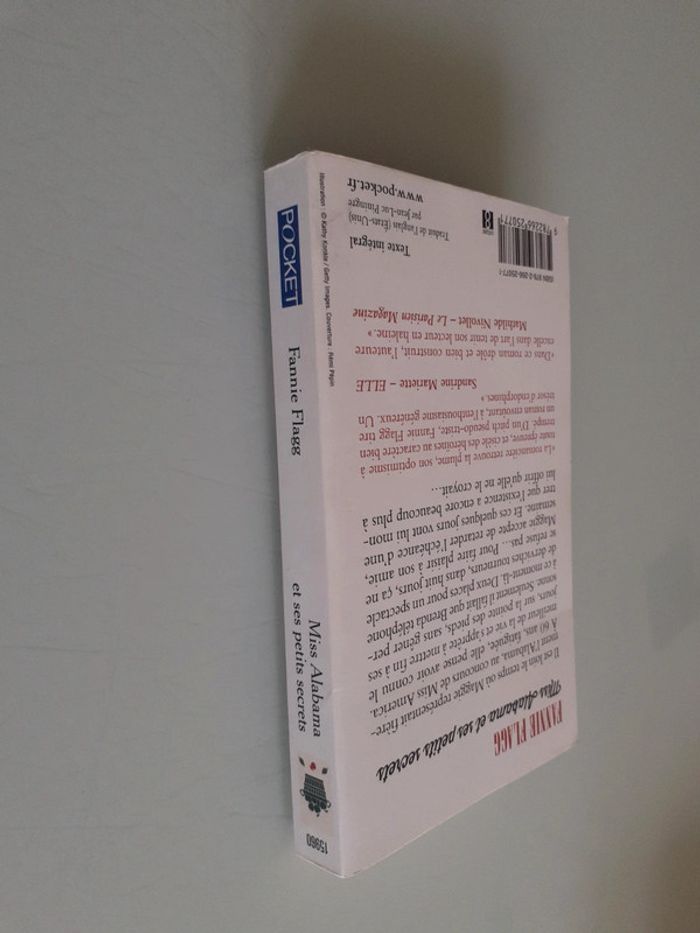 POCKET
Fannie Flagg
Miss Alabama
et ses petits secrets
15960
FANNIE FLAGG
Miss Alabama et ses petits secrets
Il est loin le temps où Maggie représentait fière-
ment l'Alabama, au concours de Miss America.
À 60 ans, fatiguée, elle pense avoir connu le
meilleur de la vie et s'apprête à mettre fin à ses
jours, sur la pointe des pieds, sans gêner per-
sonne. Seulement il fallait que Brenda téléphone
à ce moment-là. Deux places pour un spectacle
de derviches tourneurs, dans huit jours, ça ne
se refuse pas... Pour faire plaisir à son amie,
Maggie accepte de retarder l'échéance d'une
semaine. Et ces quelques jours vont lui mon-
trer que l'existence a encore beaucoup plus à
lui offrir qu'elle ne le croyait...
«La romancière retrouve la plume, son optimisme à
toute épreuve, et cisèle des héroïnes au caractère bien
trempé. D'un pitch pseudo-triste, Fannie Flagg tire
un roman envoûtant, à l'enthousiasme généreux. Un
trésor d'endorphines.»
Sandrine Mariette – ELLE
«Dans ce roman drôle et bien construit, l'auteure
excelle dans l'art de tenir son lecteur en haleine.»
Mathilde Nivollet – Le Parisien Magazine
Texte intégral
Traduit de l'anglais (États-Unis)
par Jean-Luc Piningre
www.pocket.fr
Illustration : © Kathy Konkle / Getty Images. Couverture : Rémi Pépin
ISBN 978-2-266-25077-1
9 782266 250771
8